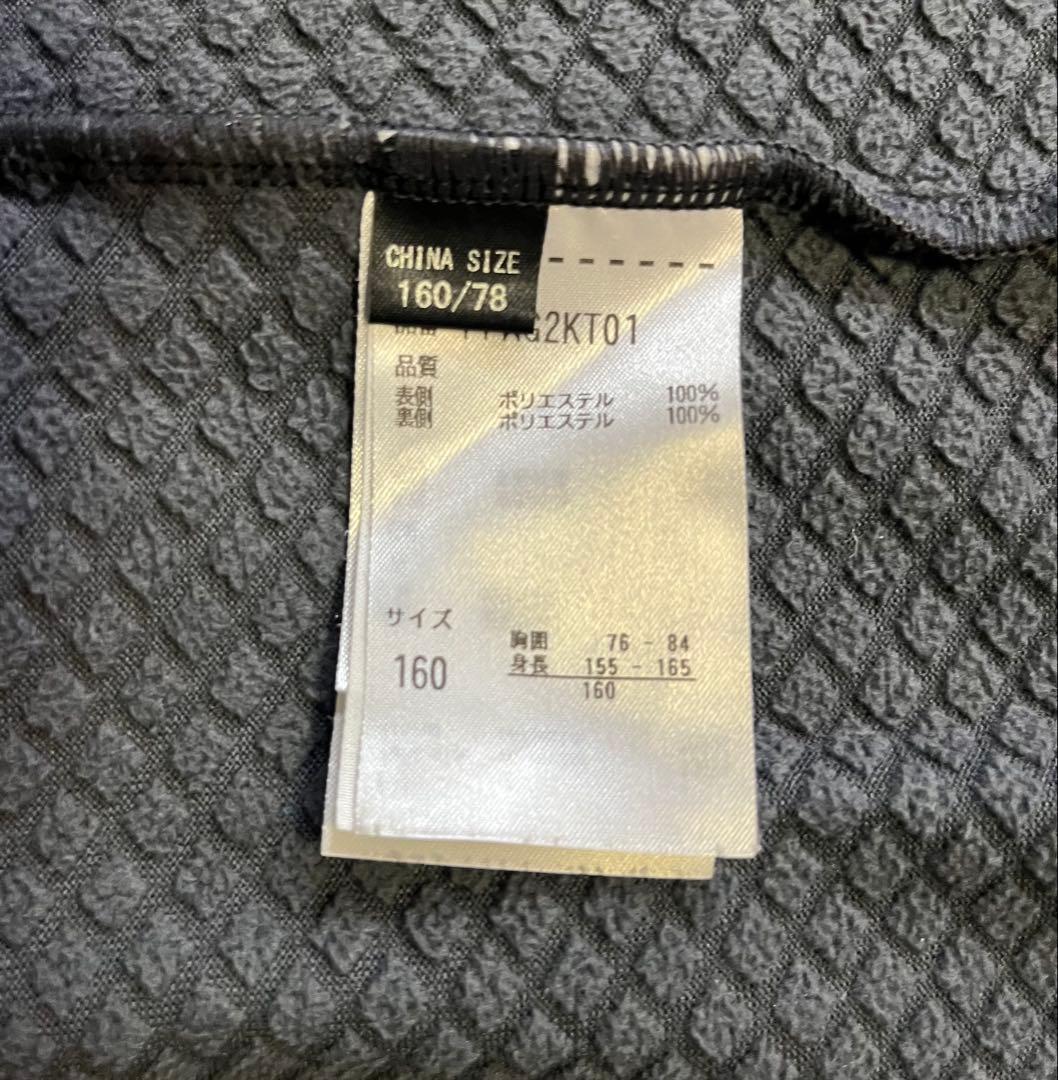 CHINA SIZE
160/78
品番 G2KT01
品質
表側 ポリエステル 100%
裏側 ポリエステル 100%
サイズ
160
胸囲 76 - 84
身長 155 - 165
160